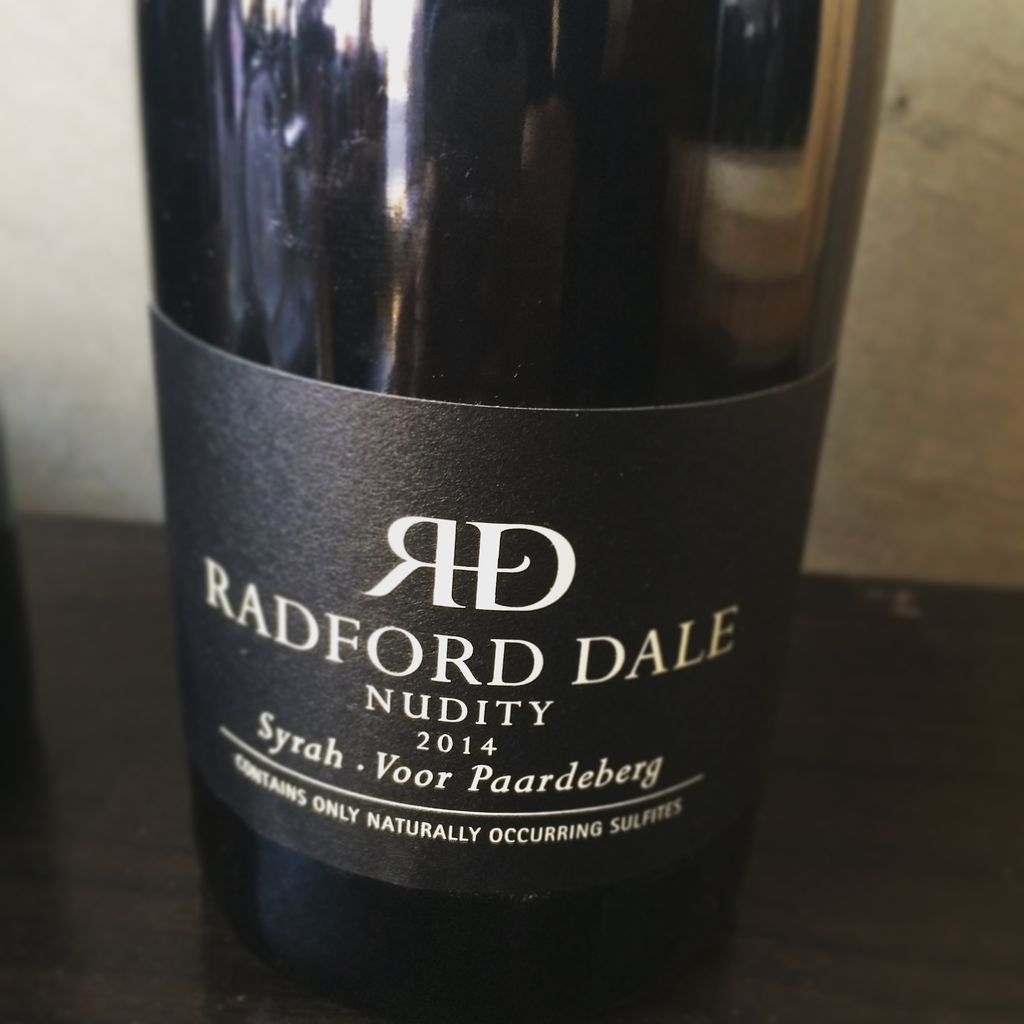 RD
RADFORD DALE
NUDITY
2014
Syrah . Voor Paardeberg
CONTAINS ONLY NATURALLY OCCURRING SULFITES